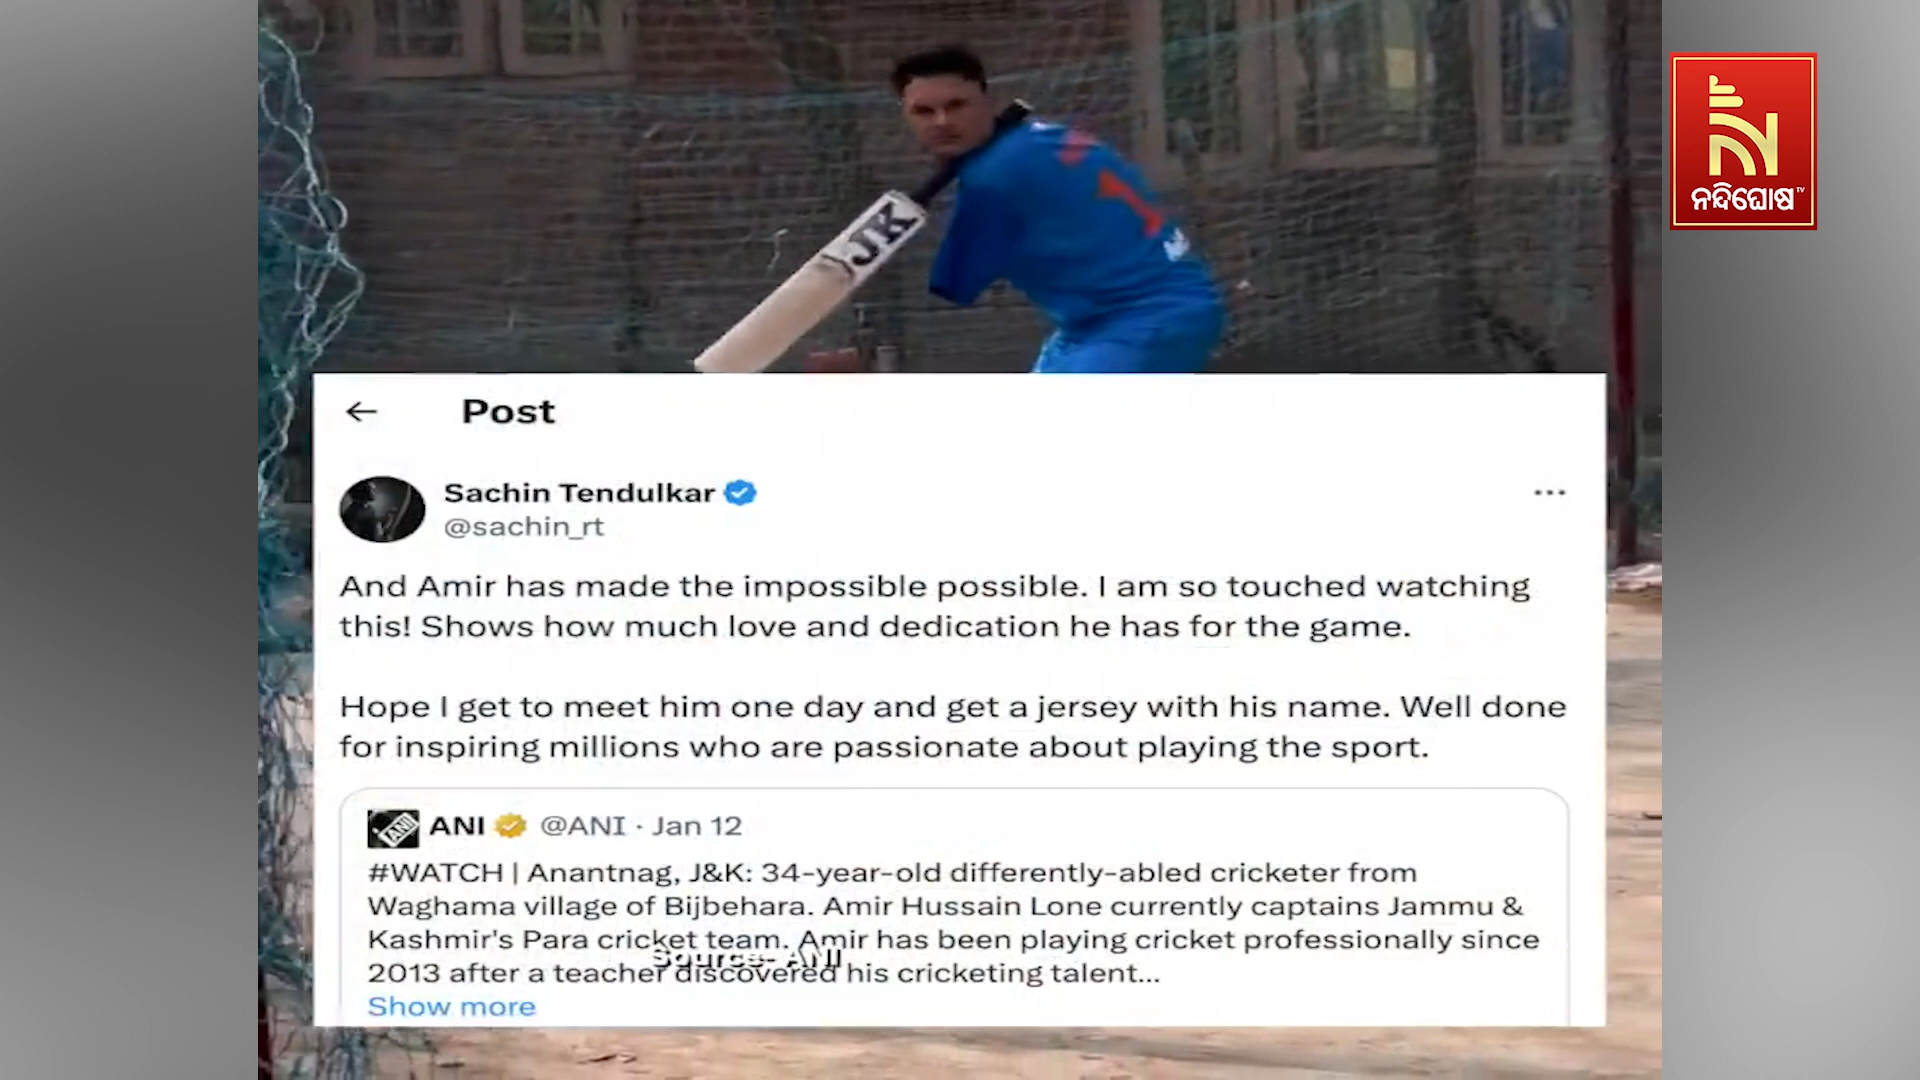 JK
1
ନନ୍ଦିଘୋଷ TV
Post
Sachin Tendulkar
@sachin_rt
And Amir has made the impossible possible. I am so touched watching
this! Shows how much love and dedication he has for the game.
Hope I get to meet him one day and get a jersey with his name. Well done
for inspiring millions who are passionate about playing the sport.
ANI @ANI · Jan 12
#WATCH | Anantnag, J&K: 34-year-old differently-abled cricketer from
Waghama village of Bijbehara. Amir Hussain Lone currently captains Jammu &
Kashmir's Para cricket team. Amir has been playing cricket professionally since
2013 after a teacher discovered his cricketing talent...
Source- ANI
Show more